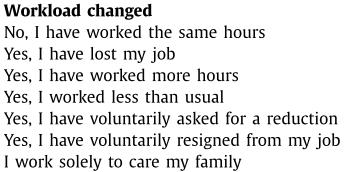 Workload changed
No, I have worked the same hours
Yes, I have lost my job
Yes, I have worked more hours
Yes, I worked less than usual
Yes, I have voluntarily asked for a reduction
Yes, I have voluntarily resigned from my job
I work solely to care my family